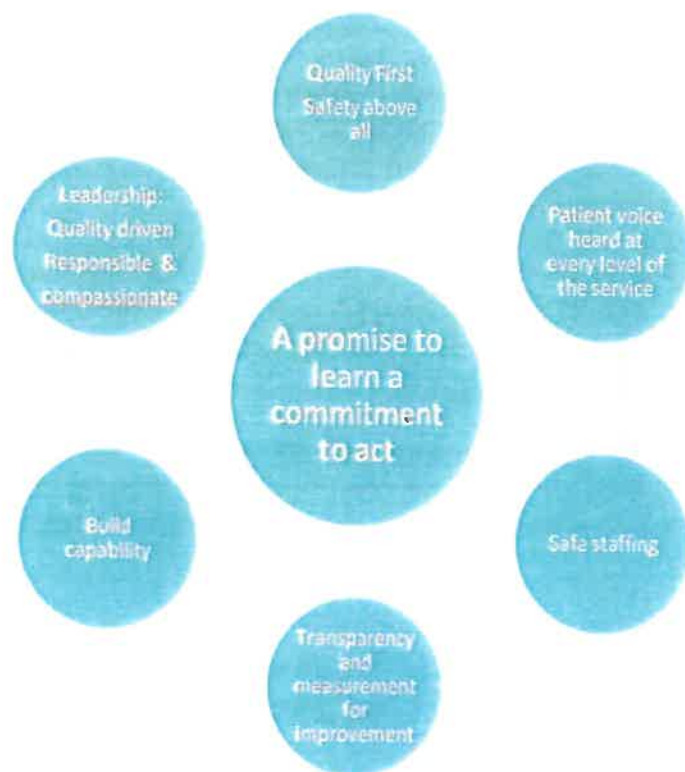 Quality First
Safety above
all
Leadership:
Quality driven
Responsible &
compassionate
Patient voice
heard at
every level of
the service
A promise to
learn a
commitment
to act
Build
capability
Safe staffing
Transparency
and
measurement
for
improvement